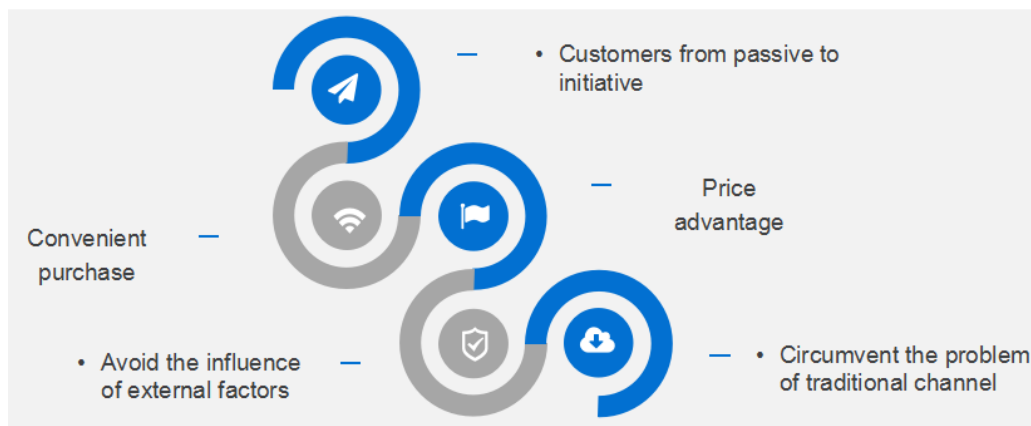 • Customers from passive to
initiative
Price
advantage
Convenient
purchase
• Avoid the influence
of external factors
• Circumvent the problem
of traditional channel